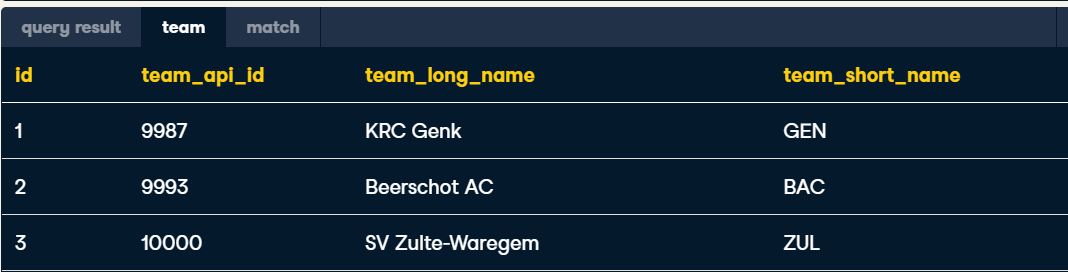 query result team match
id team_api_id team_long_name team_short_name
1 9987 KRC Genk GEN
2 9993 Beerschot AC BAC
3 10000 SV Zulte-Waregem ZUL